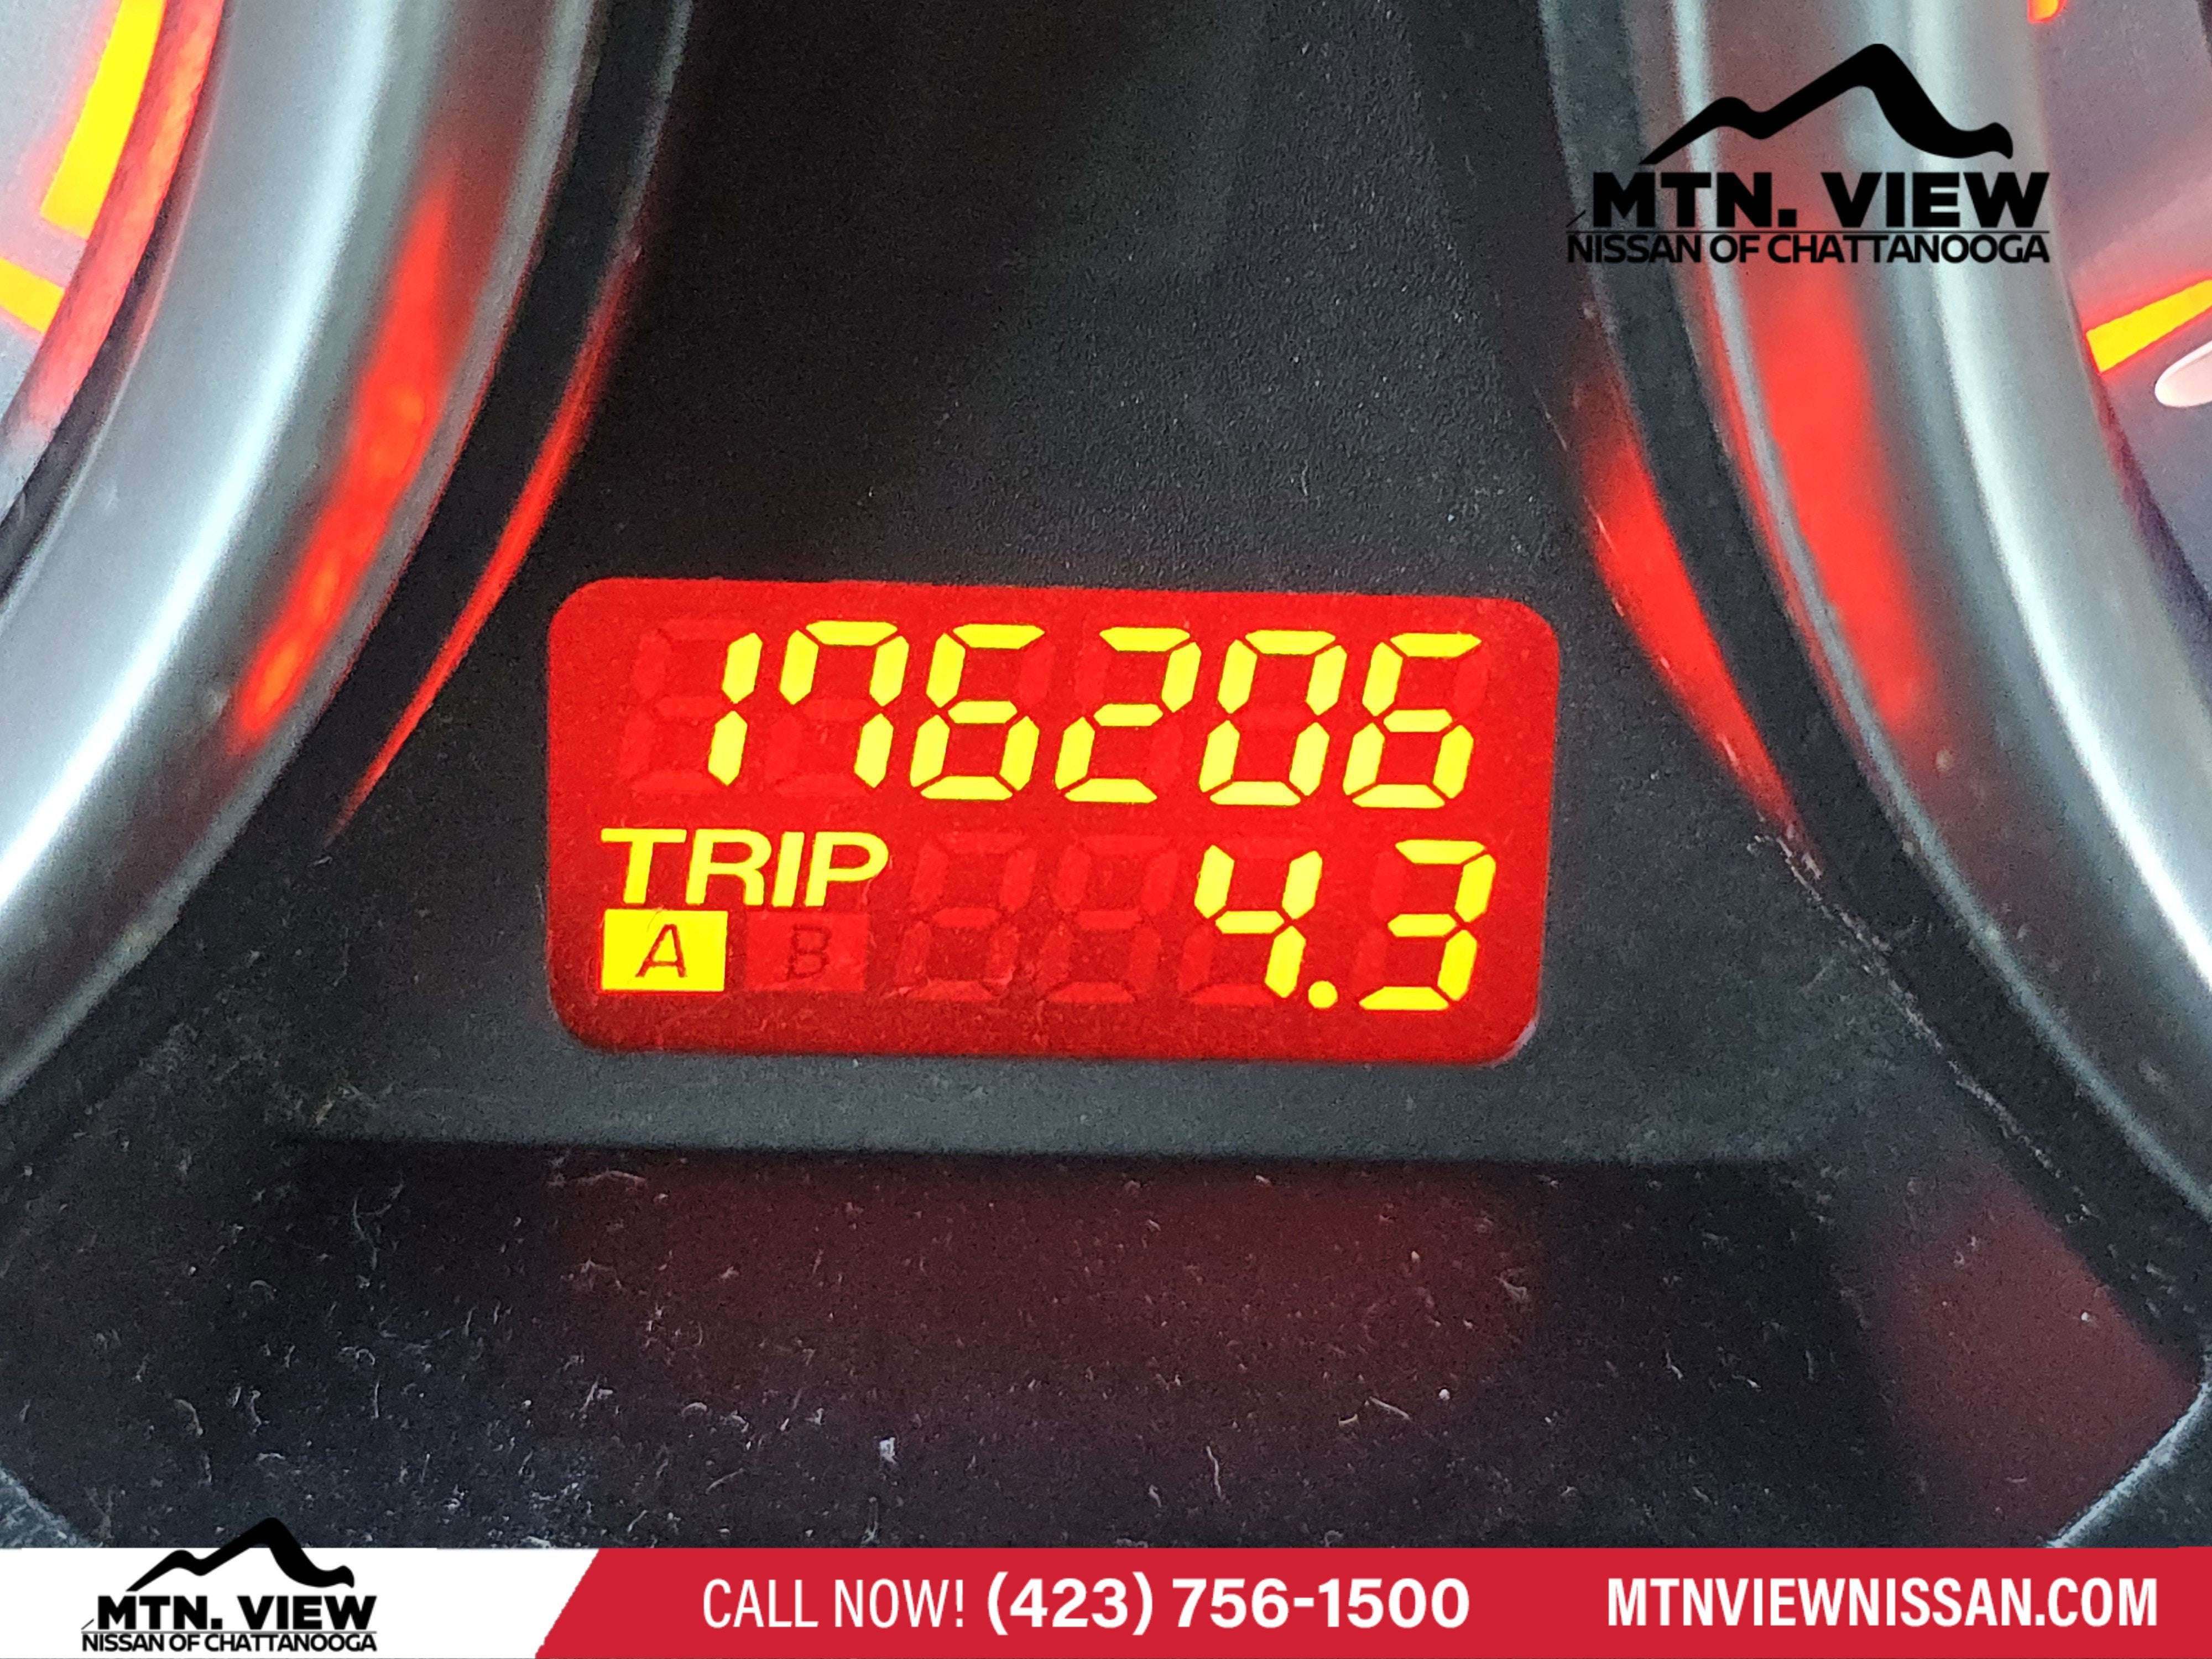 MTN. VIEW
NISSAN OF CHATTANOOGA
176206
TRIP
4.3
A B
MTN. VIEW
NISSAN OF CHATTANOOGA
CALL NOW! (423) 756-1500
MTNVIEWNISSAN.COM